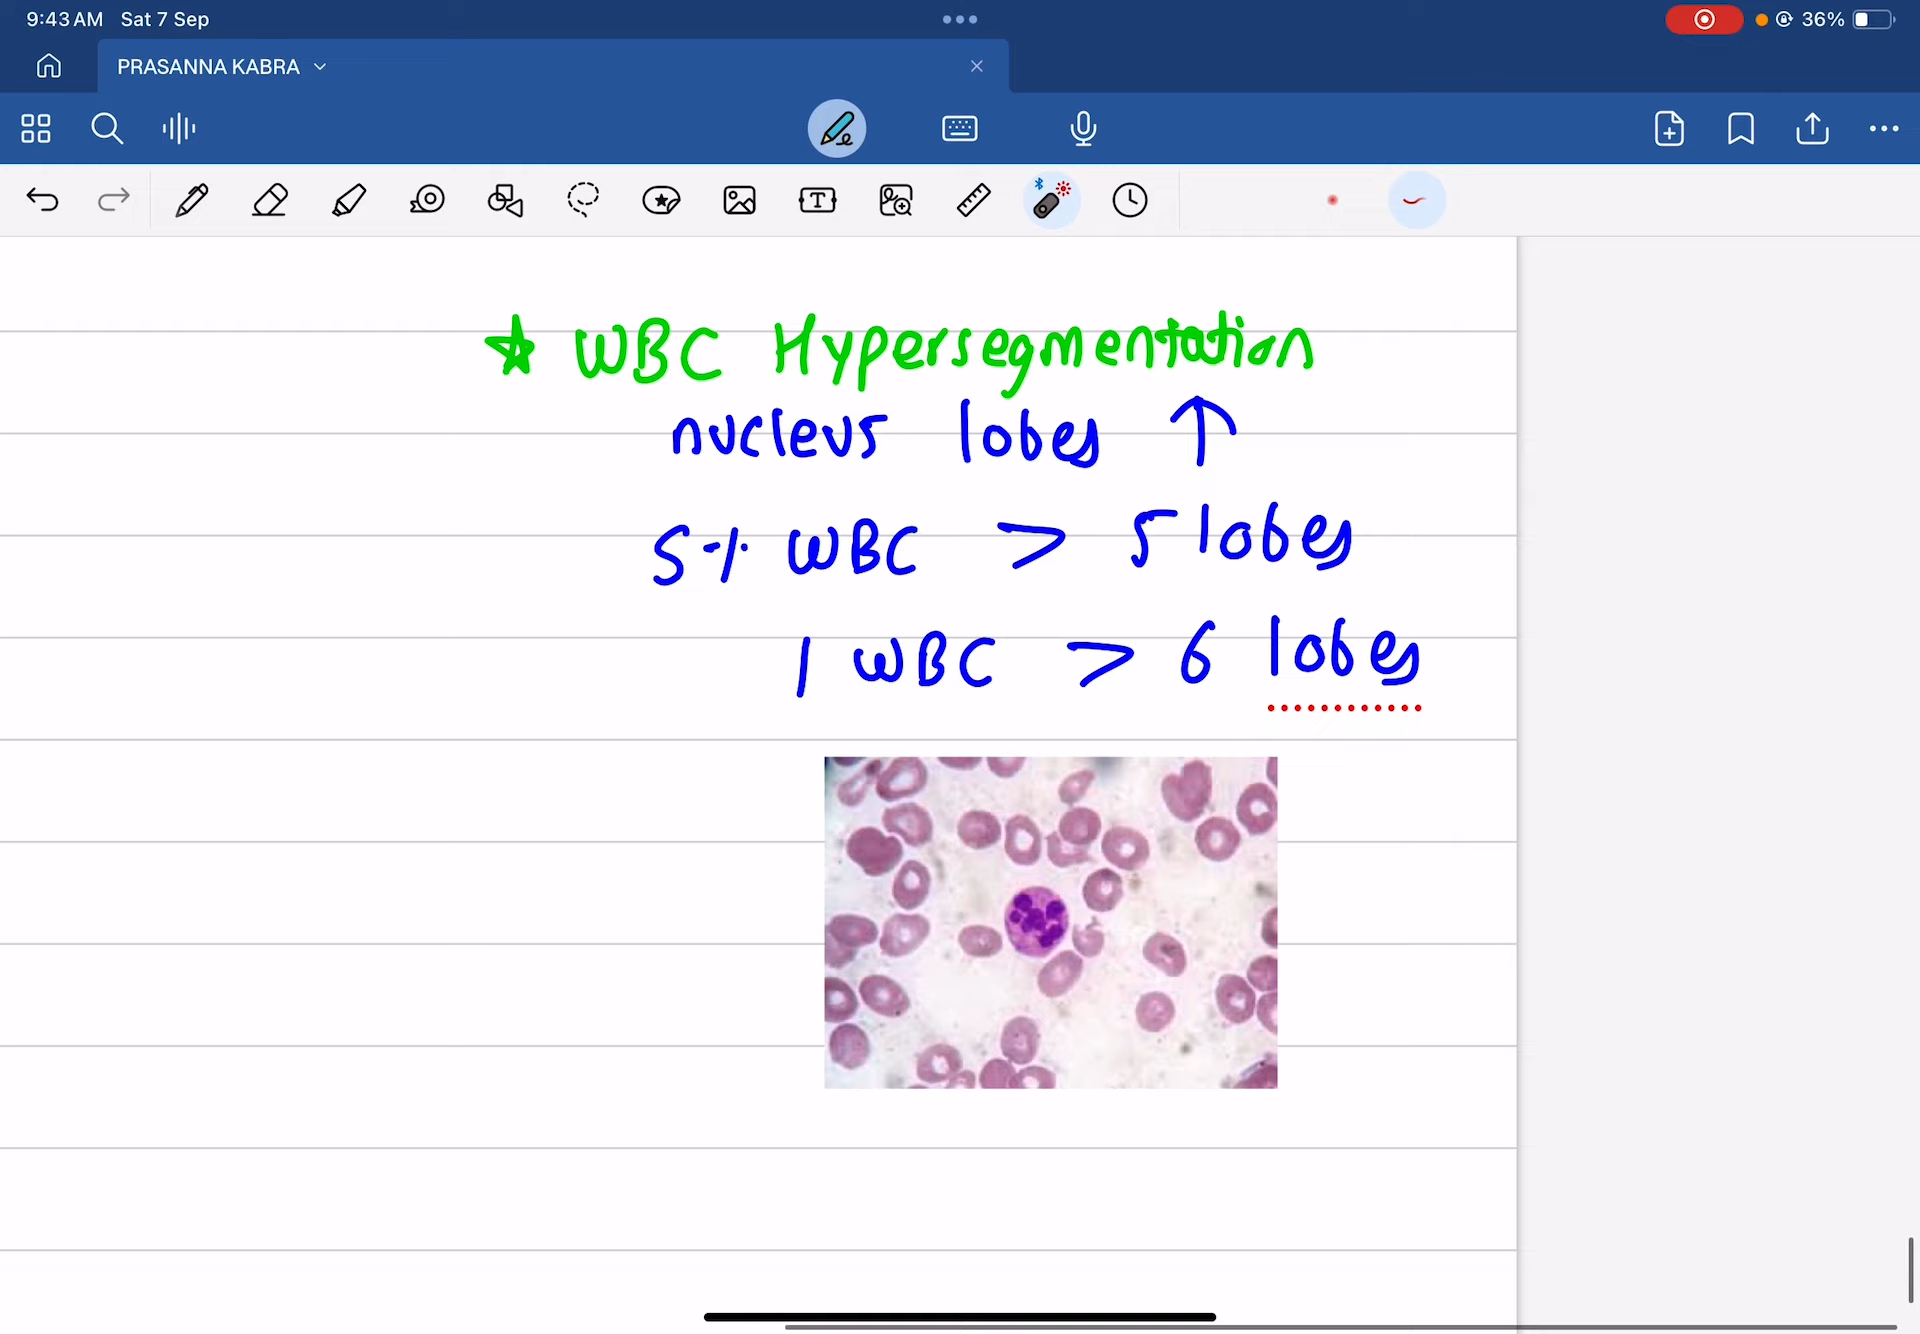 9:43 AM Sat 7 Sep 36%
PRASANNA KABRA
★ WBC Hypersegmentation
nucleus lobes ↑
5% WBC > 5 lobes
1 WBC > 6 lobes